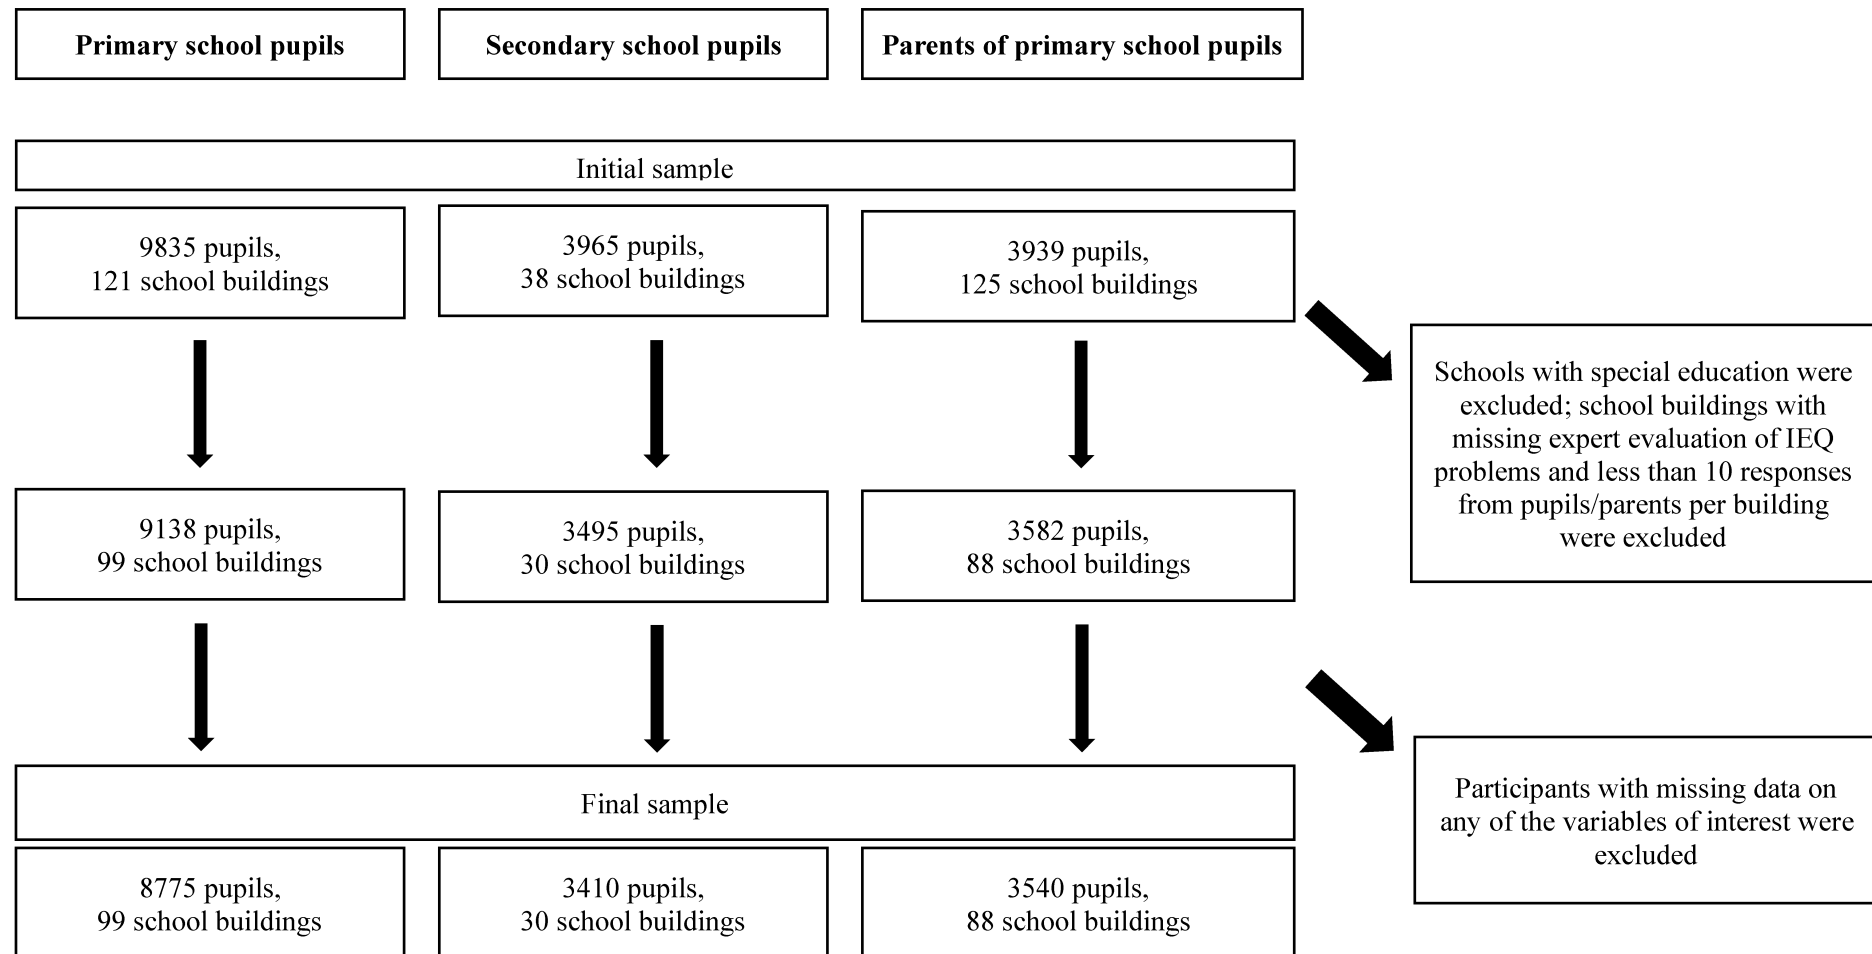 Primary school pupils
Secondary school pupils
Parents of primary school pupils
Initial sample
9835 pupils,
121 school buildings
3965 pupils,
38 school buildings
3939 pupils,
125 school buildings
Schools with special education were
excluded; school buildings with
missing expert evaluation of IEQ
problems and less than 10 responses
from pupils/parents per building
were excluded
9138 pupils,
99 school buildings
3495 pupils,
30 school buildings
3582 pupils,
88 school buildings
Participants with missing data on
any of the variables of interest were
excluded
Final sample
8775 pupils,
99 school buildings
3410 pupils,
30 school buildings
3540 pupils,
88 school buildings